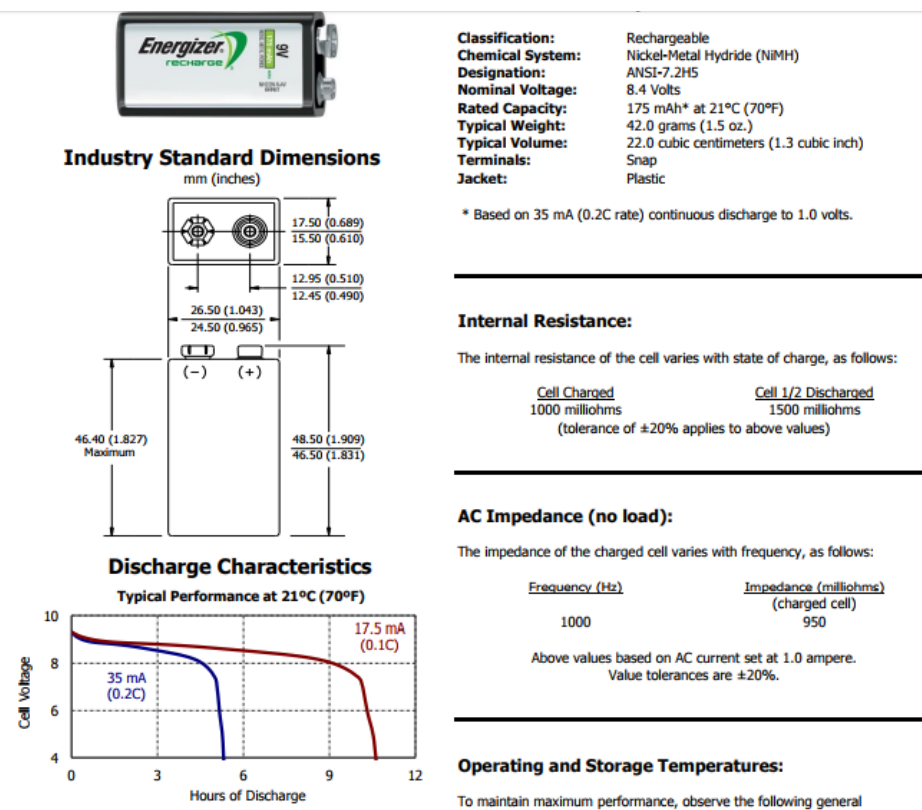 Energizer
RECHARGE
9V
Industry Standard Dimensions
mm (inches)
17.50 (0.689)
15.50 (0.610)
12.95 (0.510)
12.45 (0.490)
26.50 (1.043)
24.50 (0.965)
(-) (+)
46.40 (1.827)
Maximum
48.50 (1.909)
46.50 (1.831)
Discharge Characteristics
Typical Performance at 21ºC (70ºF)
Cell Voltage
10
8
6
4
17.5 mA
(0.1C)
35 mA
(0.2C)
0 3 6 9 12
Hours of Discharge
Classification: Rechargeable
Chemical System: Nickel-Metal Hydride (NiMH)
Designation: ANSI-7.2H5
Nominal Voltage: 8.4 Volts
Rated Capacity: 175 mAh* at 21°C (70°F)
Typical Weight: 42.0 grams (1.5 oz.)
Typical Volume: 22.0 cubic centimeters (1.3 cubic inch)
Terminals: Snap
Jacket: Plastic
* Based on 35 mA (0.2C rate) continuous discharge to 1.0 volts.
Internal Resistance:
The internal resistance of the cell varies with state of charge, as follows:
Cell Charged Cell 1/2 Discharged
1000 milliohms 1500 milliohms
(tolerance of ±20% applies to above values)
AC Impedance (no load):
The impedance of the charged cell varies with frequency, as follows:
Frequency (Hz) Impedance (milliohms)
(charged cell)
1000 950
Above values based on AC current set at 1.0 ampere.
Value tolerances are ±20%.
Operating and Storage Temperatures:
To maintain maximum performance, observe the following general